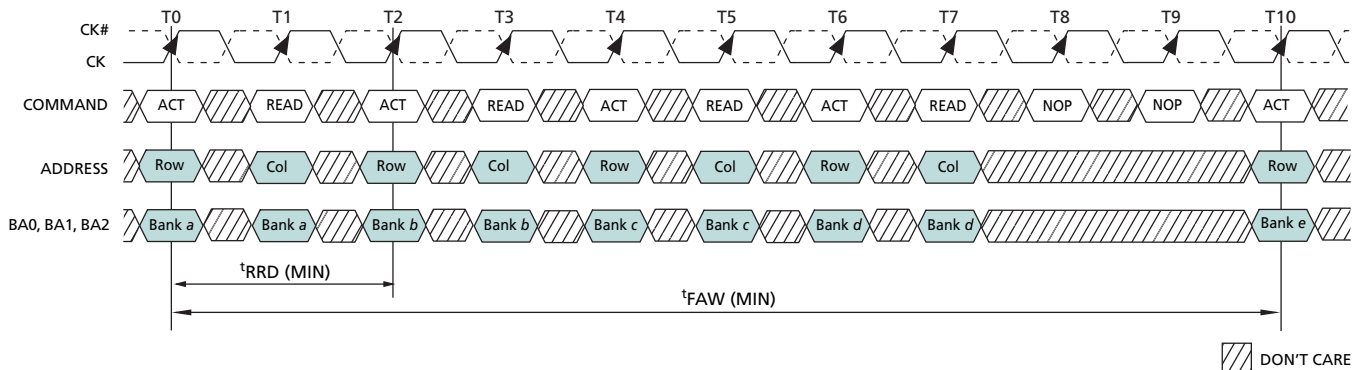 T0 T1 T2 T3 T4 T5 T6 T7 T8 T9 T10
CK#
CK
COMMAND ACT READ ACT READ ACT READ ACT READ NOP NOP ACT
ADDRESS Row Col Row Col Row Col Row Col Row
BA0, BA1, BA2 Bank a Bank a Bank b Bank b Bank c Bank c Bank d Bank d Bank e
tRRD (MIN)
tFAW (MIN)
DON'T CARE